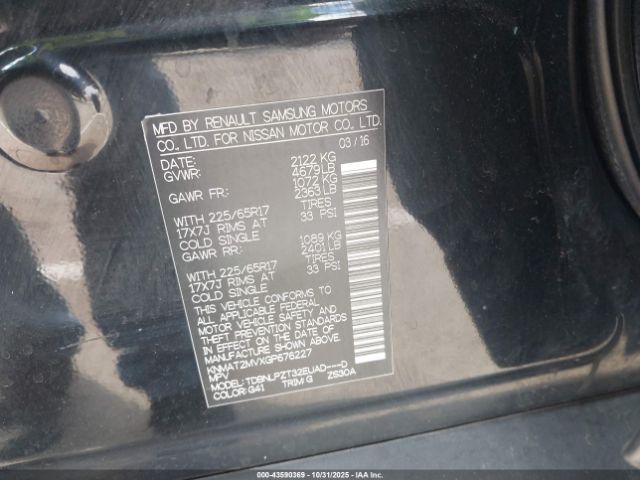 MFD BY RENAULT SAMSUNG MOTORS
CO., LTD. FOR NISSAN MOTOR CO., LTD.
DATE: 03/16
GVWR: 2122 KG
4679 LB
GAWR FR: 1072 KG
2363 LB
WITH 225/65R17 TIRES
17X7J RIMS AT 33 PSI
COLD SINGLE
GAWR RR: 1089 KG
2401 LB
WITH 225/65R17 TIRES
17X7J RIMS AT 33 PSI
COLD SINGLE
THIS VEHICLE CONFORMS TO
ALL APPLICABLE FEDERAL
MOTOR VEHICLE SAFETY AND
THEFT PREVENTION STANDARDS
IN EFFECT ON THE DATE OF
MANUFACTURE SHOWN ABOVE.
KNMAT2MVXGP676227
MPV
MODEL: TDBNLPZT32EUAD----D
COLOR: G41 TRIM: G ZS30A
000-43590369 • 10/31/2025 • IAAI.COM